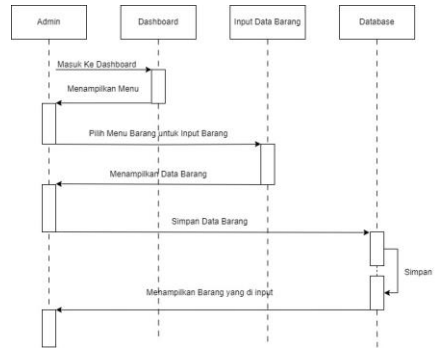 Admin
Dashboard
Input Data Barang
Database
Masuk Ke Dashboard
Menampilkan Menu
Pilih Menu Barang untuk Input Barang
Menampilkan Data Barang
Simpan Data Barang
Simpan
Menampilkan Barang yang di input